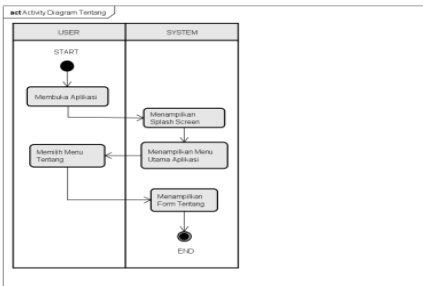 act Activity Diagram Tentang
USER
SYSTEM
START
Membuka Aplikasi
Menampilkan
Splash Screen
Menampilkan Menu
Utama Aplikasi
Memilih Menu
Tentang
Menampilkan
Form Tentang
END